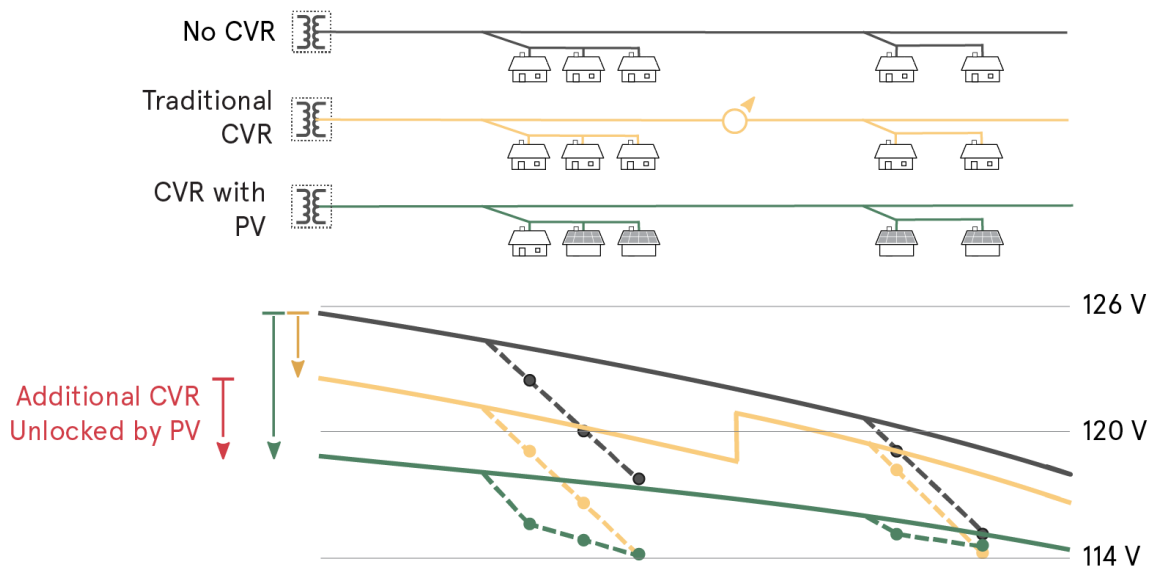 No CVR
Traditional
CVR
CVR with
PV
126 V
Additional CVR
Unlocked by PV
120 V
114 V